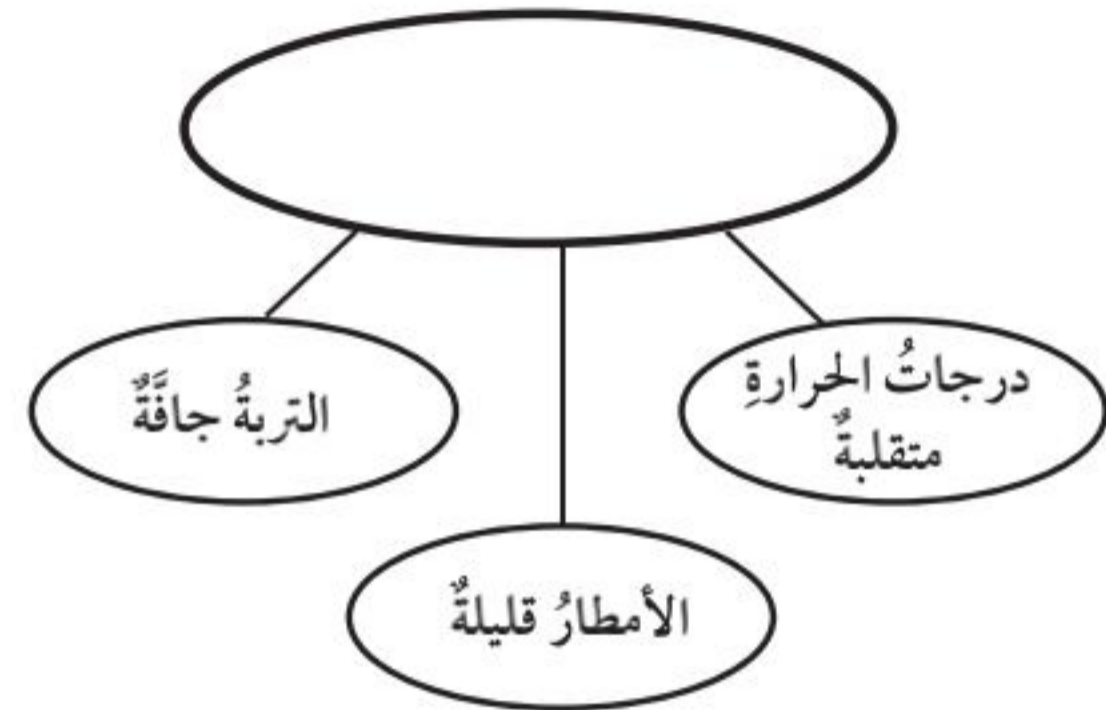 درجاتُ الحرارةِ
متقلبةٌ
التربةُ جافَّةٌ
الأمطارُ قليلةٌ